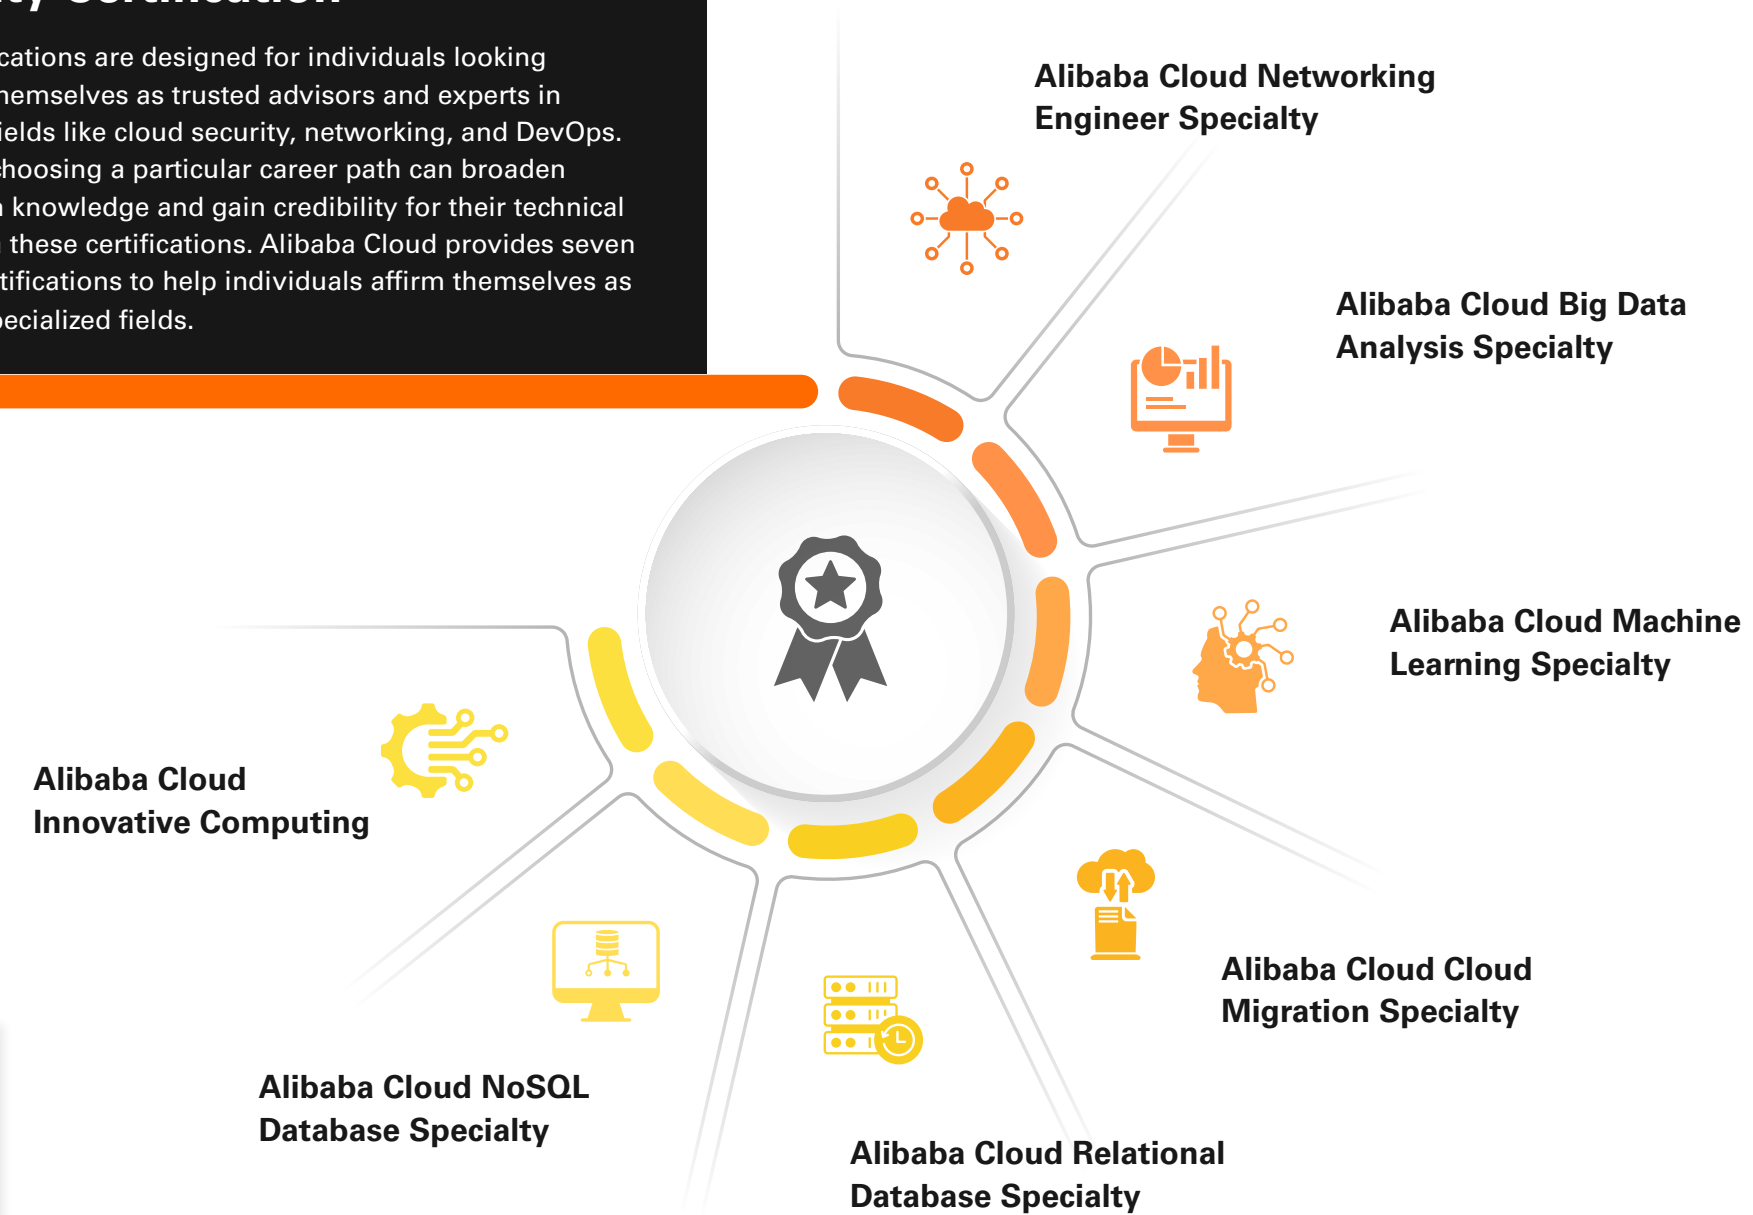 ty Certification
cations are designed for individuals looking
hemselves as trusted advisors and experts in
ields like cloud security, networking, and DevOps.
choosing a particular career path can broaden
knowledge and gain credibility for their technical
these certifications. Alibaba Cloud provides seven
tifications to help individuals affirm themselves as
pecialized fields.
Alibaba Cloud Networking
Engineer Specialty
Alibaba Cloud Big Data
Analysis Specialty
Alibaba Cloud Machine
Learning Specialty
Alibaba Cloud Cloud
Migration Specialty
Alibaba Cloud Relational
Database Specialty
Alibaba Cloud NoSQL
Database Specialty
Alibaba Cloud
Innovative Computing